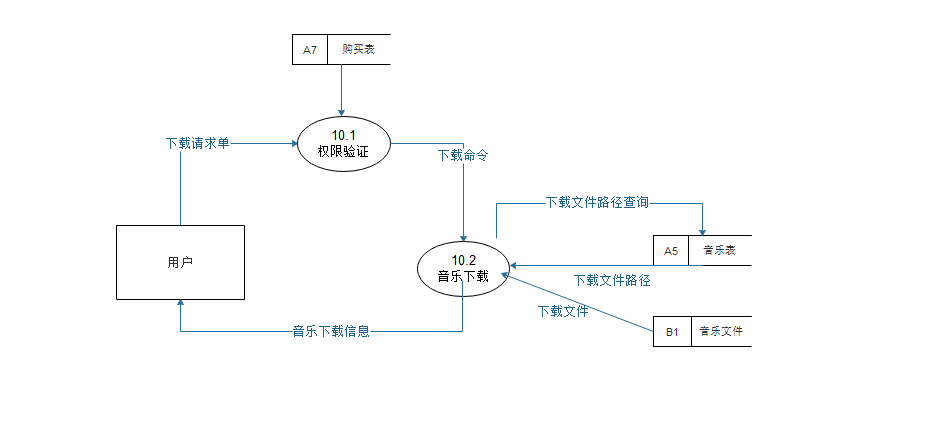 A7 购买表
下载请求单
10.1
权限验证
下载命令
下载文件路径查询
A5 音乐表
用户
10.2
音乐下载
下载文件路径
下载文件
B1 音乐文件
音乐下载信息